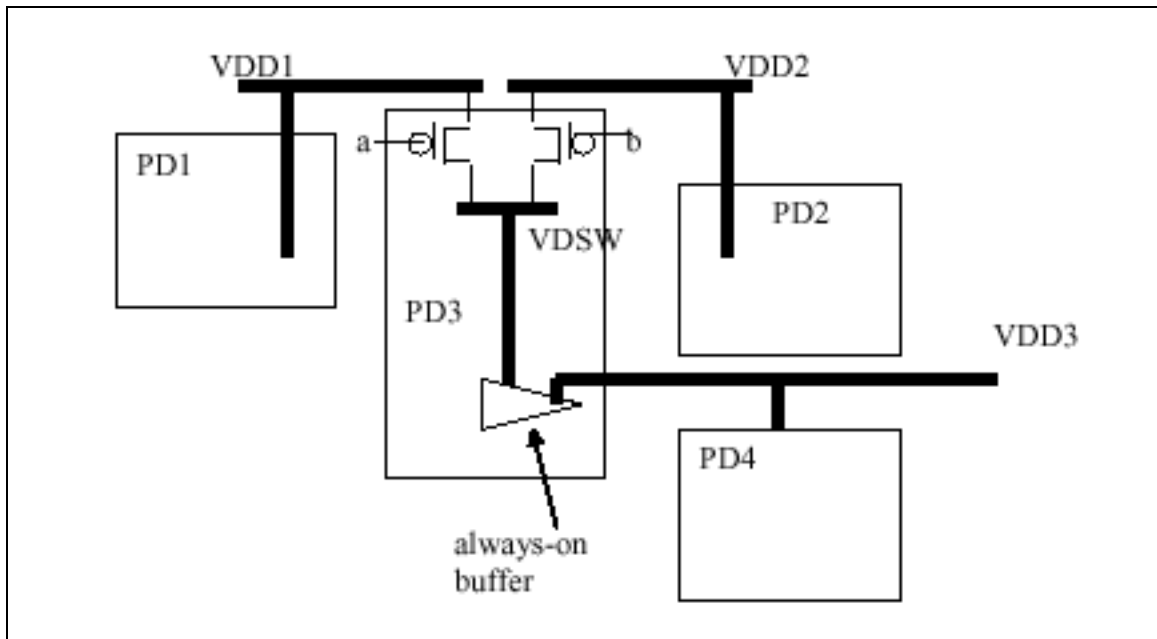 VDD1
VDD2
a
b
PD1
PD2
VDSW
PD3
VDD3
PD4
always-on
buffer